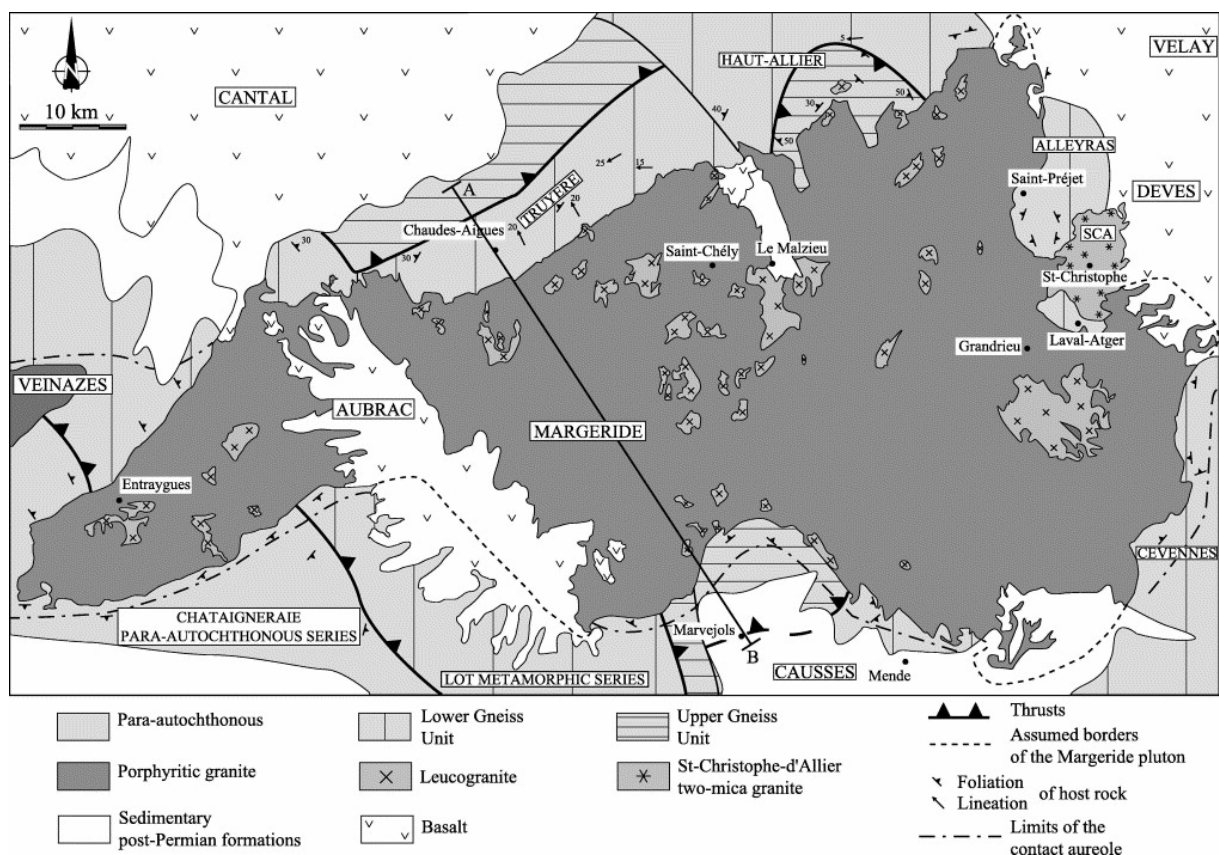 10 km
CANTAL
HAUT-ALLIER
VELAY
5
50
30
50
40
A
25
15
TRUYERE
20
20
30
30
Chaudes-Aigues
ALLEYRAS
Saint-Préjet
DEVES
SCA
St-Christophe
Saint-Chély
Le Malzieu
Laval-Atger
Grandrieu
VEINAZES
AUBRAC
MARGERIDE
Entraygues
CEVENNES
CHATAIGNERAIE
PARA-AUTOCHTHONOUS SERIES
LOT METAMORPHIC SERIES
Marvejols
B
CAUSSES
Mende
Para-autochthonous
Lower Gneiss
Unit
Upper Gneiss
Unit
Thrusts
Assumed borders
of the Margeride pluton
Porphyritic granite
Leucogranite
St-Christophe-d'Allier
two-mica granite
Foliation
Lineation
of host rock
Sedimentary
post-Permian formations
Basalt
Limits of the
contact aureole